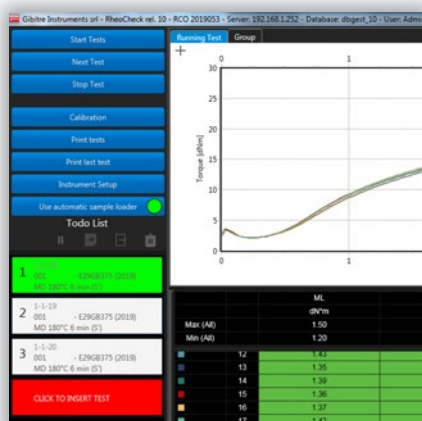 Gibitre Instruments srl - RheoCheck rel. 10 - RCO 2019053 - Server: 192.168.1.252 - Database: dbgest_10 - User: Admi
Start Tests
Next Test
Stop Test
Calibration
Print tests
Print last test
Instrument Setup
Use automatic sample loader
Todo List
1
001 - E29GB375 (2019)
MD 180°C 6 min (5')
2 1-1-19
001 - E29GB375 (2019)
MD 180°C 6 min (5')
3 1-1-20
001 - E29GB375 (2019)
MD 180°C 6 min (5')
CLICK TO INSERT TEST
Running Test Group
0 1
30
25
20
15
10
5
0
Torque [dNm]
0 1
ML
dN*m
Max (All) 1.50
Min (All) 1.20
12 1.43
13 1.35
14 1.39
15 1.36
16 1.37
17 1.42